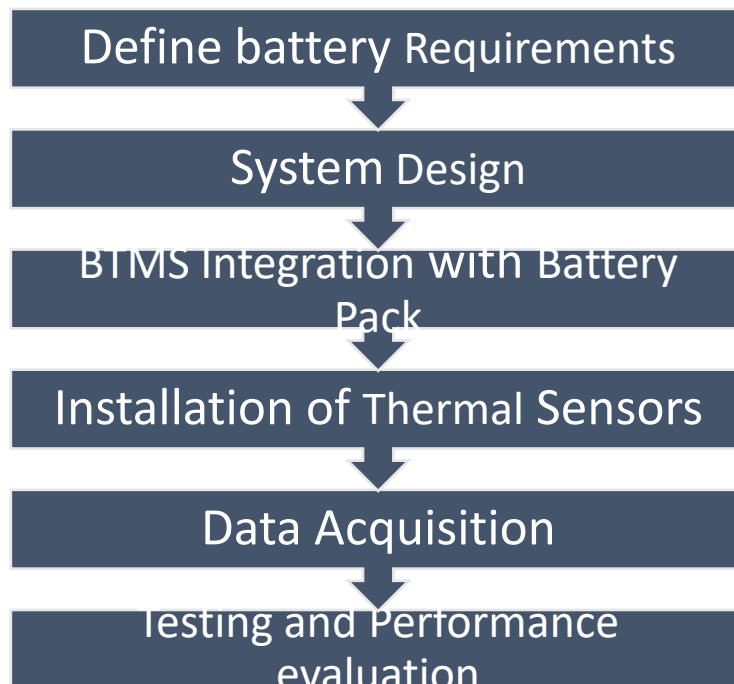 Define battery Requirements
System Design
BTMS Integration with Battery
Pack
Installation of Thermal Sensors
Data Acquisition
Testing and Performance
evaluation